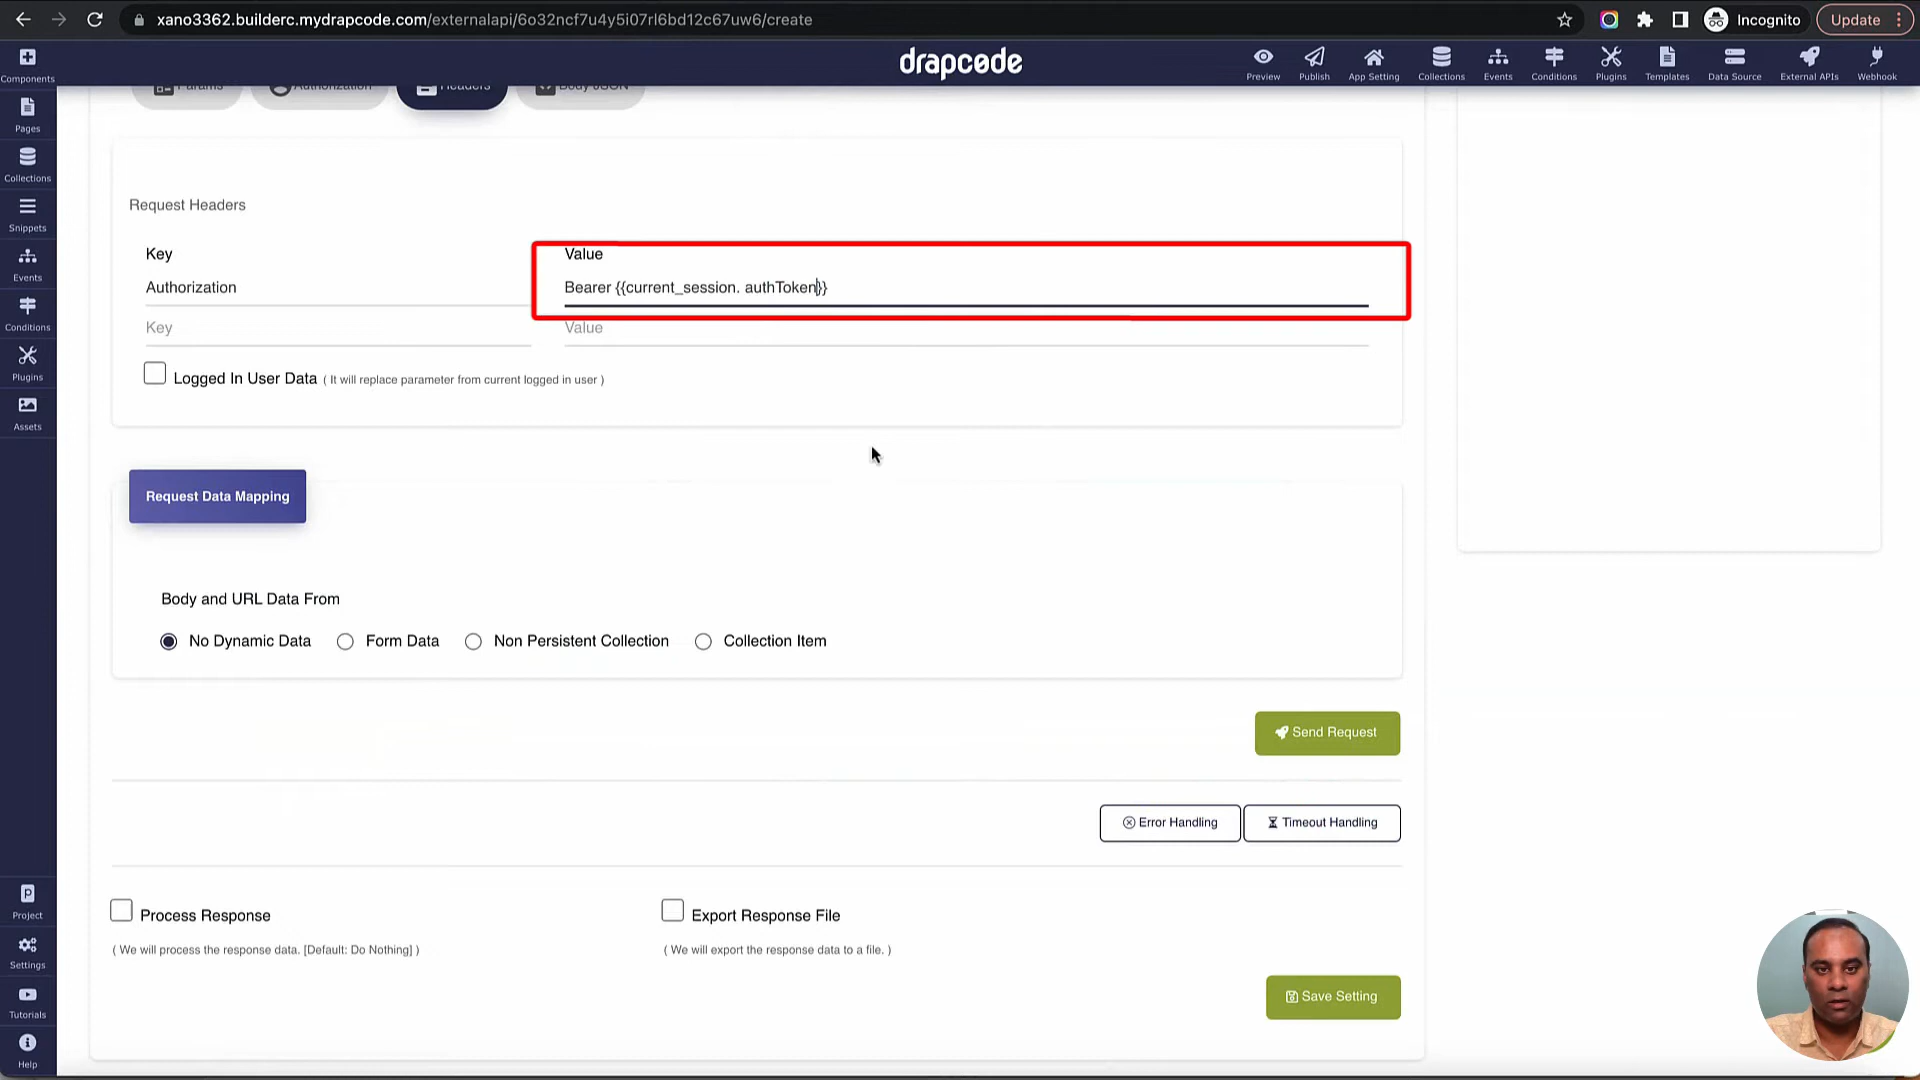 xano3362.builderc.mydrapcode.com/externalapi/6o32ncf7u4y5i07rl6bd12c67uw6/create
Incognito
Update
drapcode
Components
Preview
Publish
App Setting
Collections
Events
Conditions
Plugins
Templates
Data Source
External APIs
Webhook
Pages
Collections
Snippets
Events
Conditions
Plugins
Assets
Project
Settings
Tutorials
Help
Params
Authorization
Headers
Body JSON
Request Headers
Key
Value
Authorization
Bearer {{current_session. authToken}}
Key
Value
Logged In User Data ( It will replace parameter from current logged in user )
Request Data Mapping
Body and URL Data From
No Dynamic Data
Form Data
Non Persistent Collection
Collection Item
Send Request
Error Handling
Timeout Handling
Process Response
Export Response File
( We will process the response data. [Default: Do Nothing] )
( We will export the response data to a file. )
Save Setting